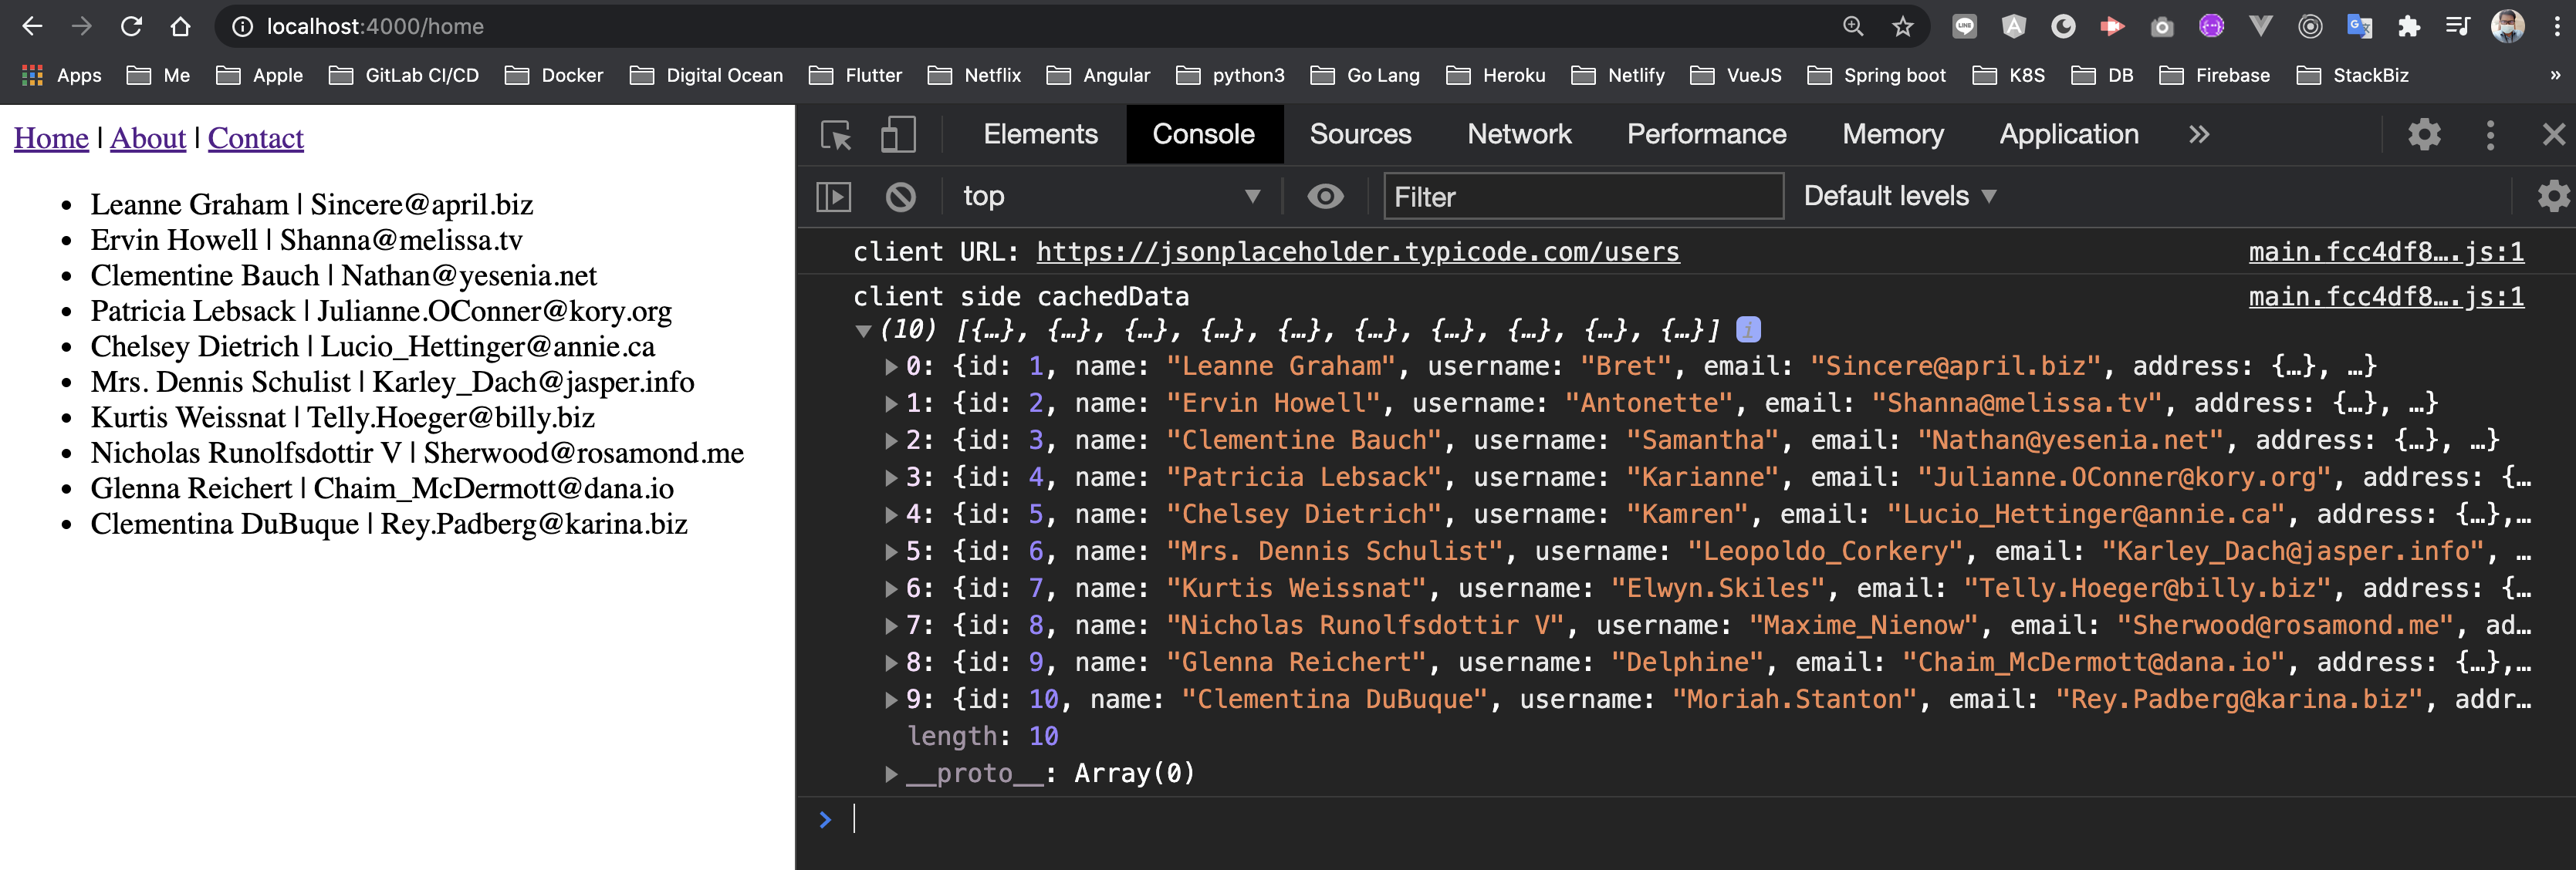 localhost:4000/home
Apps Me Apple GitLab CI/CD Docker Digital Ocean Flutter Netflix Angular python3 Go Lang Heroku Netlify VueJS Spring boot K8S DB Firebase StackBiz »
Home | About | Contact
• Leanne Graham | Sincere@april.biz
• Ervin Howell | Shanna@melissa.tv
• Clementine Bauch | Nathan@yesenia.net
• Patricia Lebsack | Julianne.OConner@kory.org
• Chelsey Dietrich | Lucio_Hettinger@annie.ca
• Mrs. Dennis Schulist | Karley_Dach@jasper.info
• Kurtis Weissnat | Telly.Hoeger@billy.biz
• Nicholas Runolfsdottir V | Sherwood@rosamond.me
• Glenna Reichert | Chaim_McDermott@dana.io
• Clementina DuBuque | Rey.Padberg@karina.biz
Elements Console Sources Network Performance Memory Application »
top Filter Default levels
client URL: https://jsonplaceholder.typicode.com/users main.fcc4df8….js:1
client side cachedData main.fcc4df8….js:1
(10) [{…}, {…}, {…}, {…}, {…}, {…}, {…}, {…}, {…}, {…}] i
0: {id: 1, name: "Leanne Graham", username: "Bret", email: "Sincere@april.biz", address: {…}, …}
1: {id: 2, name: "Ervin Howell", username: "Antonette", email: "Shanna@melissa.tv", address: {…}, …}
2: {id: 3, name: "Clementine Bauch", username: "Samantha", email: "Nathan@yesenia.net", address: {…}, …}
3: {id: 4, name: "Patricia Lebsack", username: "Karianne", email: "Julianne.OConner@kory.org", address: {…
4: {id: 5, name: "Chelsey Dietrich", username: "Kamren", email: "Lucio_Hettinger@annie.ca", address: {…},…
5: {id: 6, name: "Mrs. Dennis Schulist", username: "Leopoldo_Corkery", email: "Karley_Dach@jasper.info", …
6: {id: 7, name: "Kurtis Weissnat", username: "Elwyn.Skiles", email: "Telly.Hoeger@billy.biz", address: {…
7: {id: 8, name: "Nicholas Runolfsdottir V", username: "Maxime_Nienow", email: "Sherwood@rosamond.me", ad…
8: {id: 9, name: "Glenna Reichert", username: "Delphine", email: "Chaim_McDermott@dana.io", address: {…},…
9: {id: 10, name: "Clementina DuBuque", username: "Moriah.Stanton", email: "Rey.Padberg@karina.biz", addr…
length: 10
__proto__: Array(0)